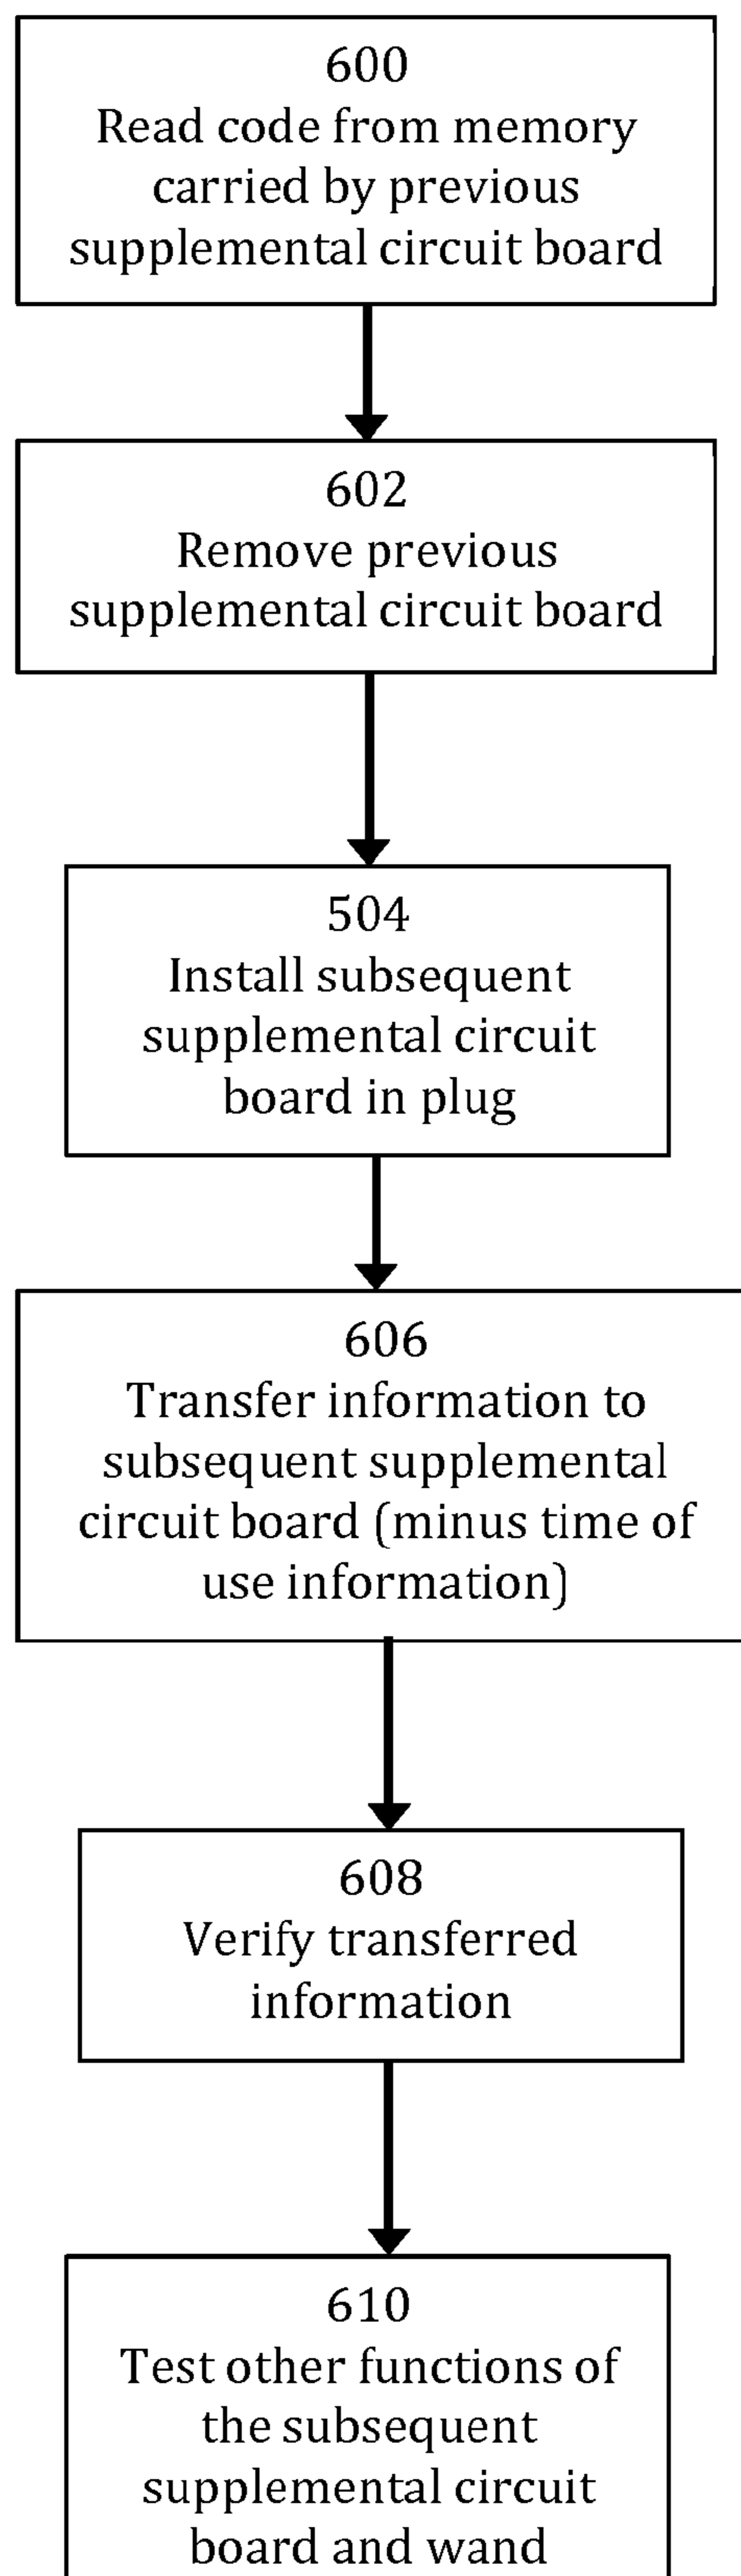 600
Read code from memory
carried by previous
supplemental circuit board
602
Remove previous
supplemental circuit board
504
Install subsequent
supplemental circuit
board in plug
606
Transfer information to
subsequent supplemental
circuit board (minus time of
use information)
608
Verify transferred
information
610
Test other functions of
the subsequent
supplemental circuit
board and wand